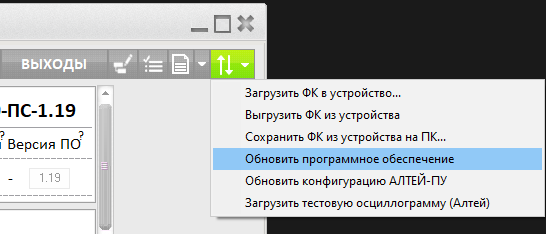 ВЫХОДЫ
-ПС-1.19
Версия ПО
- 1.19
Загрузить ФК в устройство...
Выгрузить ФК из устройства
Сохранить ФК из устройства на ПК...
Обновить программное обеспечение
Обновить конфигурацию АЛТЕЙ-ПУ
Загрузить тестовую осциллограмму (Алтей)